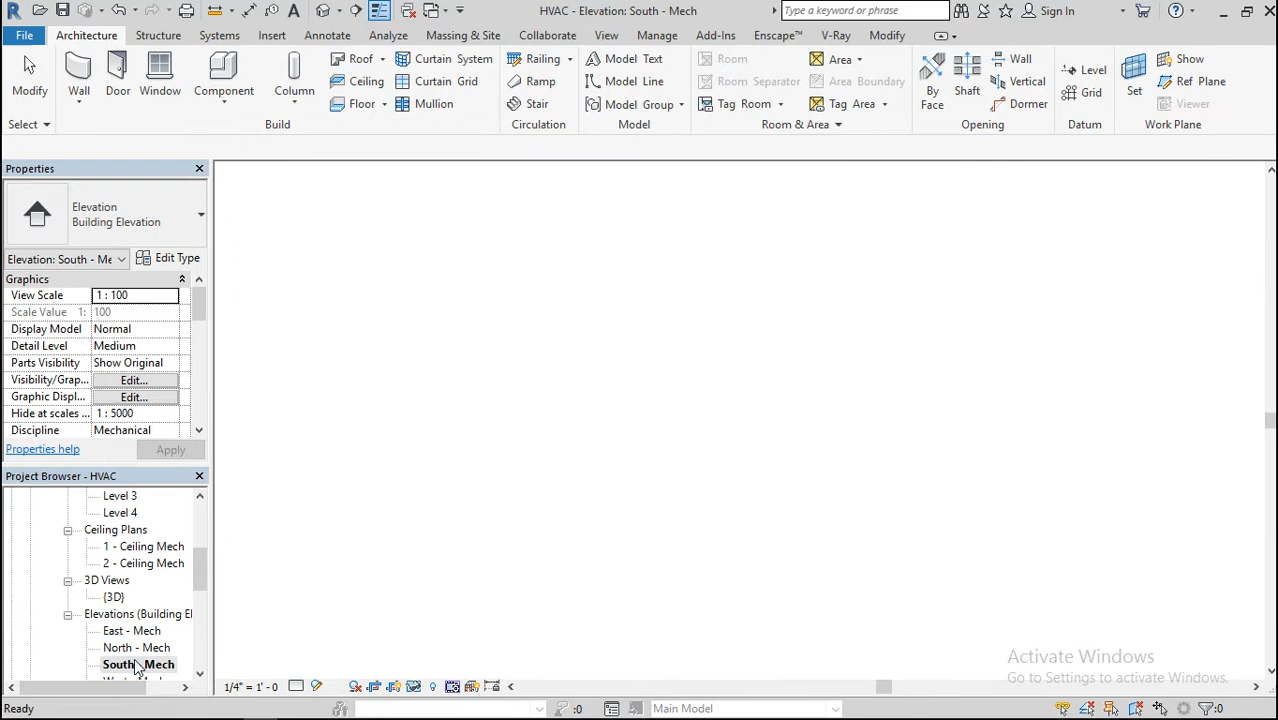 HVAC - Elevation: South - Mech
Type a keyword or phrase
Sign In
File Architecture Structure Systems Insert Annotate Analyze Massing & Site Collaborate View Manage Add-Ins Enscape™ V-Ray Modify
Modify
Select
Wall
Door
Window
Component
Column
Roof
Ceiling
Floor
Curtain System
Curtain Grid
Mullion
Build
Railing
Ramp
Stair
Circulation
Model Text
Model Line
Model Group
Model
Room
Room Separator
Tag Room
Area
Area Boundary
Tag Area
Room & Area
By
Face
Shaft
Wall
Vertical
Dormer
Opening
Level
Grid
Datum
Set
Show
Ref Plane
Viewer
Work Plane
Properties
Elevation
Building Elevation
Elevation: South - Me
Edit Type
Graphics
View Scale 1 : 100
Scale Value 1: 100
Display Model Normal
Detail Level Medium
Parts Visibility Show Original
Visibility/Grap... Edit...
Graphic Displ... Edit...
Hide at scales ... 1 : 5000
Discipline Mechanical
Properties help
Apply
Project Browser - HVAC
Level 3
Level 4
Ceiling Plans
1 - Ceiling Mech
2 - Ceiling Mech
3D Views
{3D}
Elevations (Building El
East - Mech
North - Mech
South - Mech
1/4" = 1' - 0
Activate Windows
Go to Settings to activate Windows.
Ready
:0
Main Model
:0